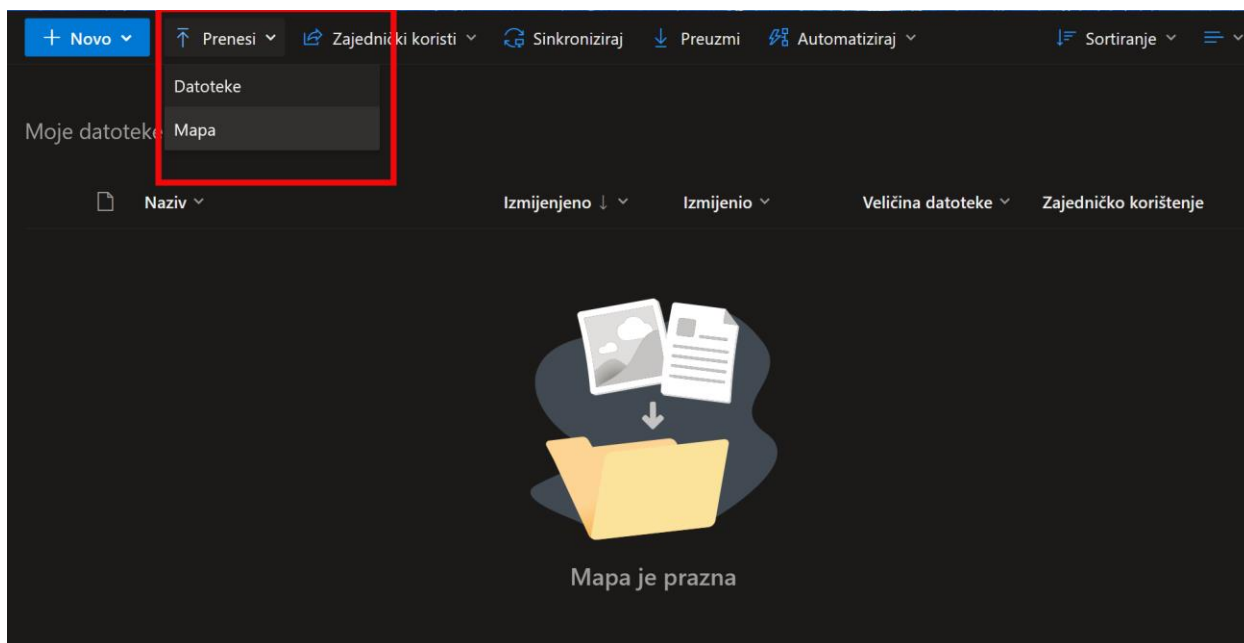 Novo Prenesi Zajednički koristi Sinkroniziraj Preuzmi Automatiziraj Sortiranje
Datoteke
Moje datoteke Mapa
Naziv Izmijenjeno ↓ Izmijenio Veličina datoteke Zajedničko korištenje
Mapa je prazna